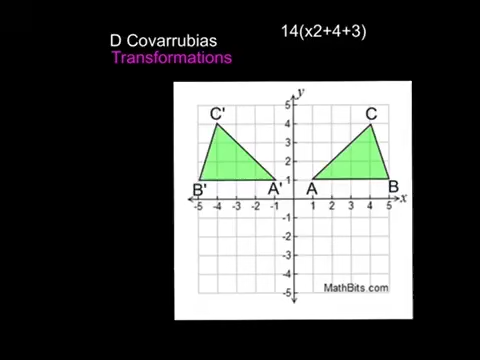 14(x2+4+3)
D Covarrubias
Transformations
y
5
C' 4 C
3
2
B' A' 1 A B
-5 -4 -3 -2 -1 1 2 3 4 5 x
-1
-2
-3
-4
-5
MathBits.com